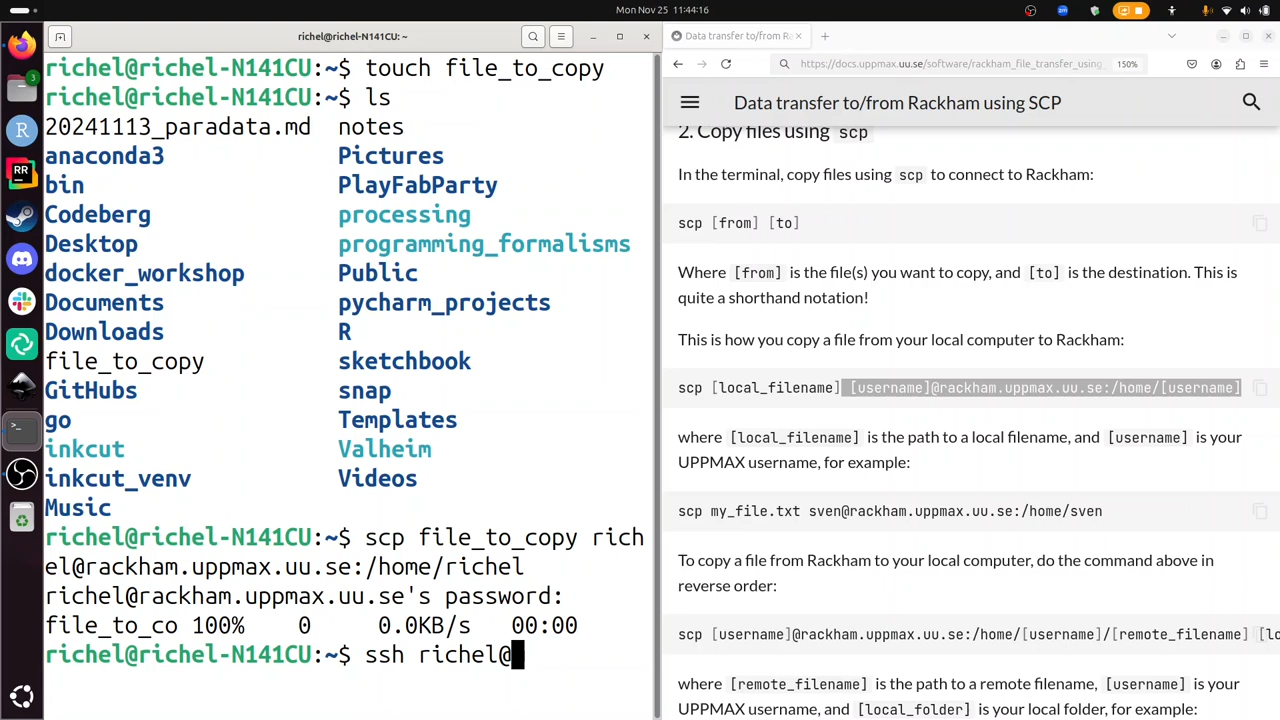 Mon Nov 25 11:44:16
richel@richel-N141CU: ~
richel@richel-N141CU:~$ touch file_to_copy
richel@richel-N141CU:~$ ls
20241113_paradata.md notes
anaconda3 Pictures
bin PlayFabParty
Codeberg processing
Desktop programming_formalisms
docker_workshop Public
Documents pycharm_projects
Downloads R
file_to_copy sketchbook
GitHubs snap
go Templates
inkcut Valheim
inkcut_venv Videos
Music
richel@richel-N141CU:~$ scp file_to_copy rich
el@rackham.uppmax.uu.se:/home/richel
richel@rackham.uppmax.uu.se's password:
file_to_co 100% 0 0.0KB/s 00:00
richel@richel-N141CU:~$ ssh richel@
3
R
RR
Data transfer to/from Ra
https://docs.uppmax.uu.se/software/rackham_file_transfer_using_
150%
Data transfer to/from Rackham using SCP
2. Copy files using scp
In the terminal, copy files using scp to connect to Rackham:
scp [from] [to]
Where [from] is the file(s) you want to copy, and [to] is the destination. This is
quite a shorthand notation!
This is how you copy a file from your local computer to Rackham:
scp [local_filename] [username]@rackham.uppmax.uu.se:/home/[username]
where [local_filename] is the path to a local filename, and [username] is your
UPPMAX username, for example:
scp my_file.txt sven@rackham.uppmax.uu.se:/home/sven
To copy a file from Rackham to your local computer, do the command above in
reverse order:
scp [username]@rackham.uppmax.uu.se:/home/[username]/[remote_filename] [lo
where [remote_filename] is the path to a remote filename, [username] is your
UPPMAX username, and [local_folder] is your local folder, for example: